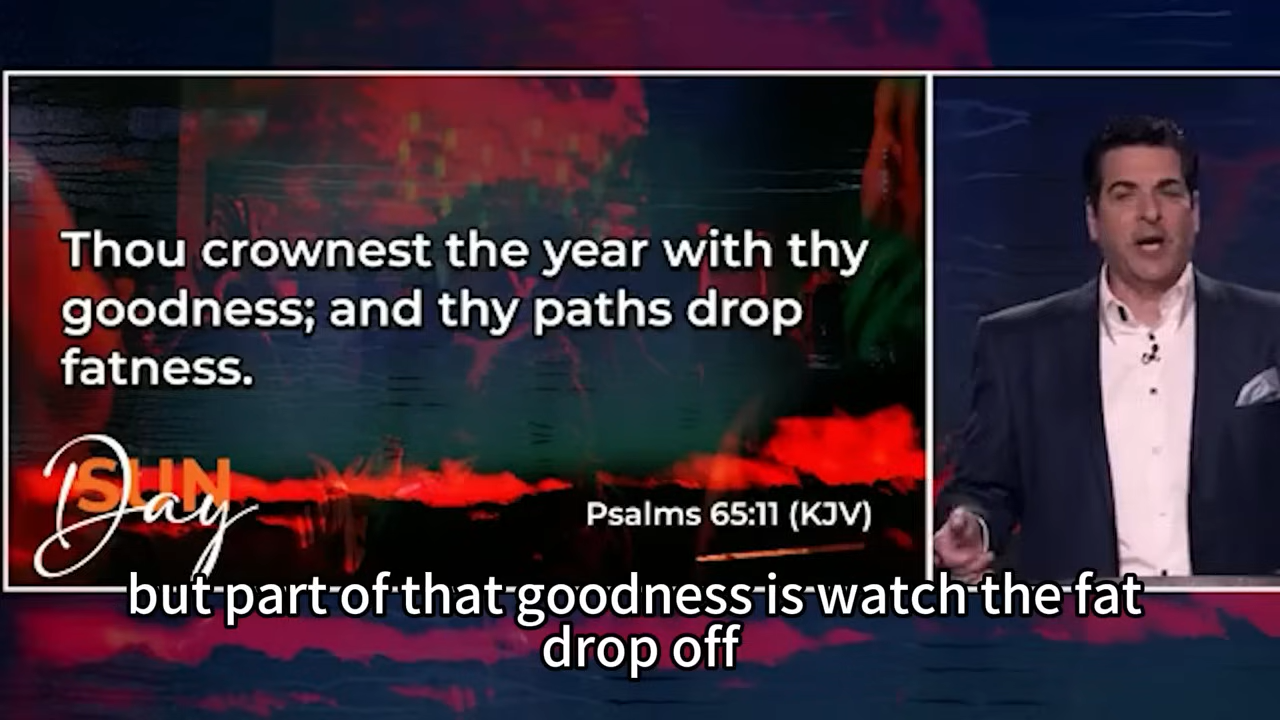 Thou crownest the year with thy
goodness; and thy paths drop
fatness.
SUN
Day
Psalms 65:11 (KJV)
but part of that goodness is watch the fat
drop off